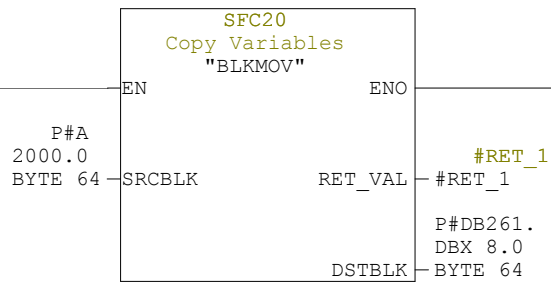 SFC20
Copy Variables
"BLKMOV"
EN ENO
P#A
2000.0
BYTE 64 SRCBLK
#RET_1
RET_VAL #RET_1
P#DB261.
DBX 8.0
DSTBLK BYTE 64